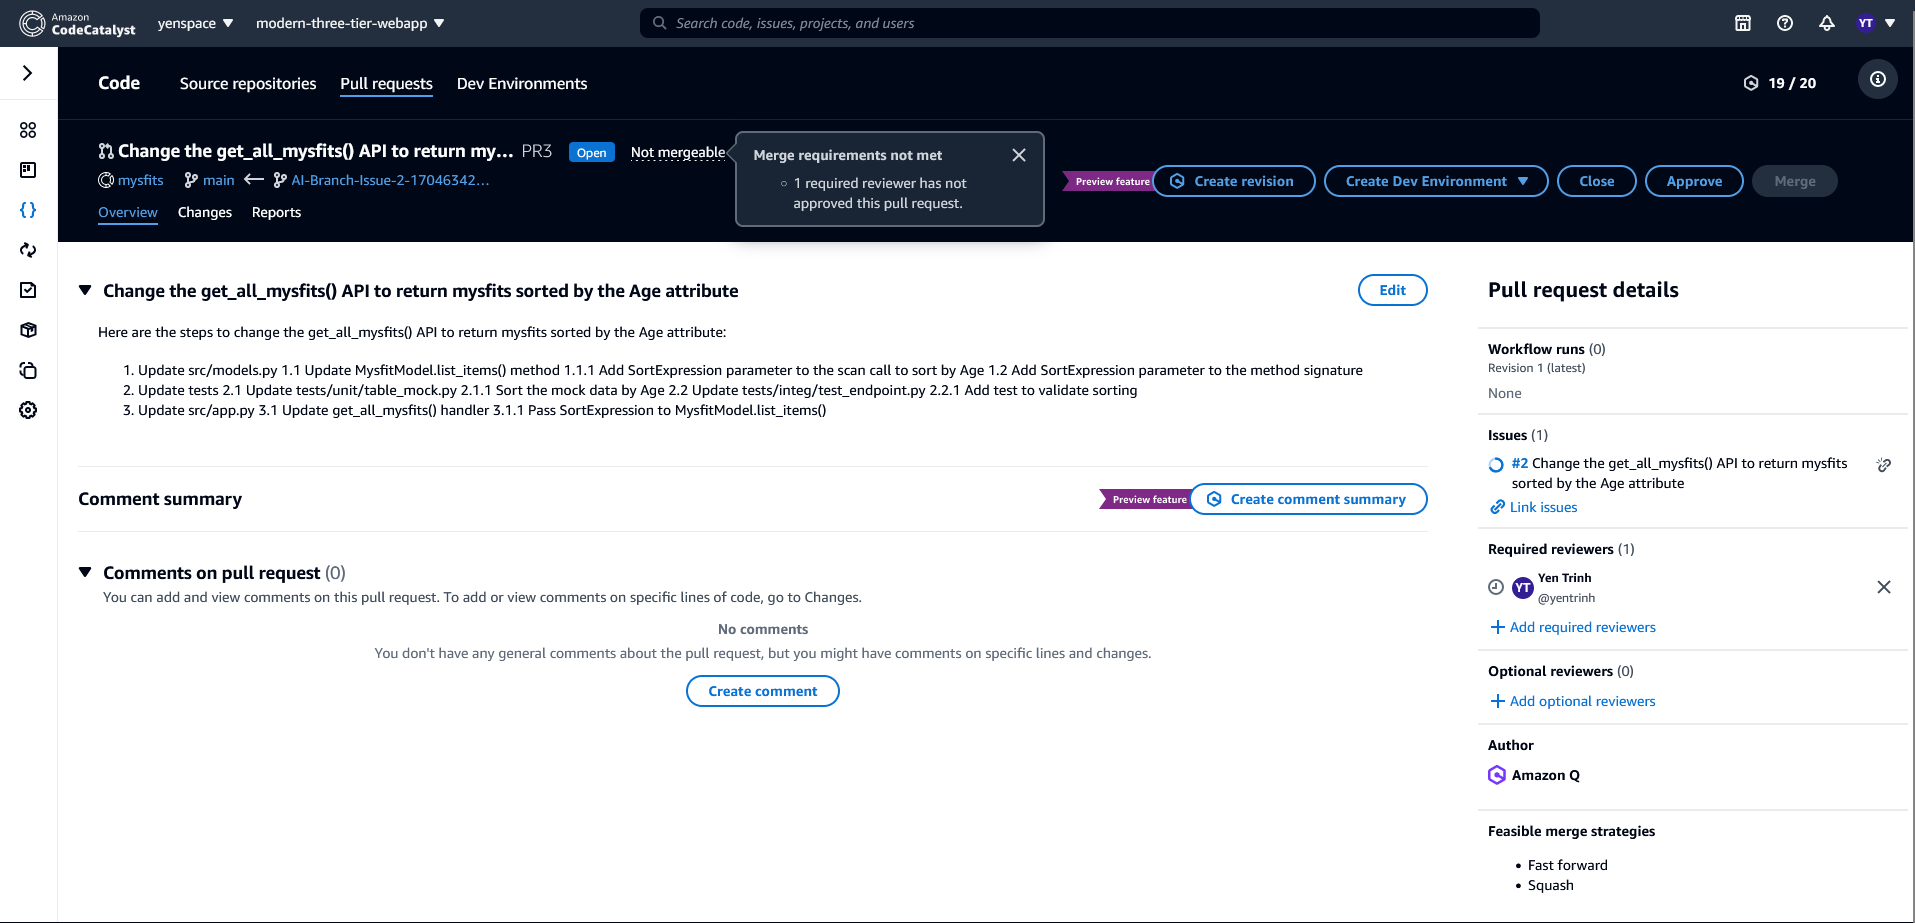 Amazon
CodeCatalyst
yenspace
modern-three-tier-webapp
Search code, issues, projects, and users
YT
Code
Source repositories
Pull requests
Dev Environments
19 / 20
Change the get_all_mysfits() API to return my... PR3
Open
Not mergeable
Merge requirements not met
1 required reviewer has not
approved this pull request.
Preview feature
Create revision
Create Dev Environment
Close
Approve
Merge
mysfits
main
AI-Branch-Issue-2-17046342...
Overview
Changes
Reports
Change the get_all_mysfits() API to return mysfits sorted by the Age attribute
Edit
Here are the steps to change the get_all_mysfits() API to return mysfits sorted by the Age attribute:
1. Update src/models.py 1.1 Update MysfitModel.list_items() method 1.1.1 Add SortExpression parameter to the scan call to sort by Age 1.2 Add SortExpression parameter to the method signature
2. Update tests 2.1 Update tests/unit/table_mock.py 2.1.1 Sort the mock data by Age 2.2 Update tests/integ/test_endpoint.py 2.2.1 Add test to validate sorting
3. Update src/app.py 3.1 Update get_all_mysfits() handler 3.1.1 Pass SortExpression to MysfitModel.list_items()
Comment summary
Preview feature
Create comment summary
Comments on pull request (0)
You can add and view comments on this pull request. To add or view comments on specific lines of code, go to Changes.
No comments
You don't have any general comments about the pull request, but you might have comments on specific lines and changes.
Create comment
Pull request details
Workflow runs (0)
Revision 1 (latest)
None
Issues (1)
#2 Change the get_all_mysfits() API to return mysfits
sorted by the Age attribute
Link issues
Required reviewers (1)
YT
Yen Trinh
@yentrinh
Add required reviewers
Optional reviewers (0)
Add optional reviewers
Author
Amazon Q
Feasible merge strategies
• Fast forward
• Squash